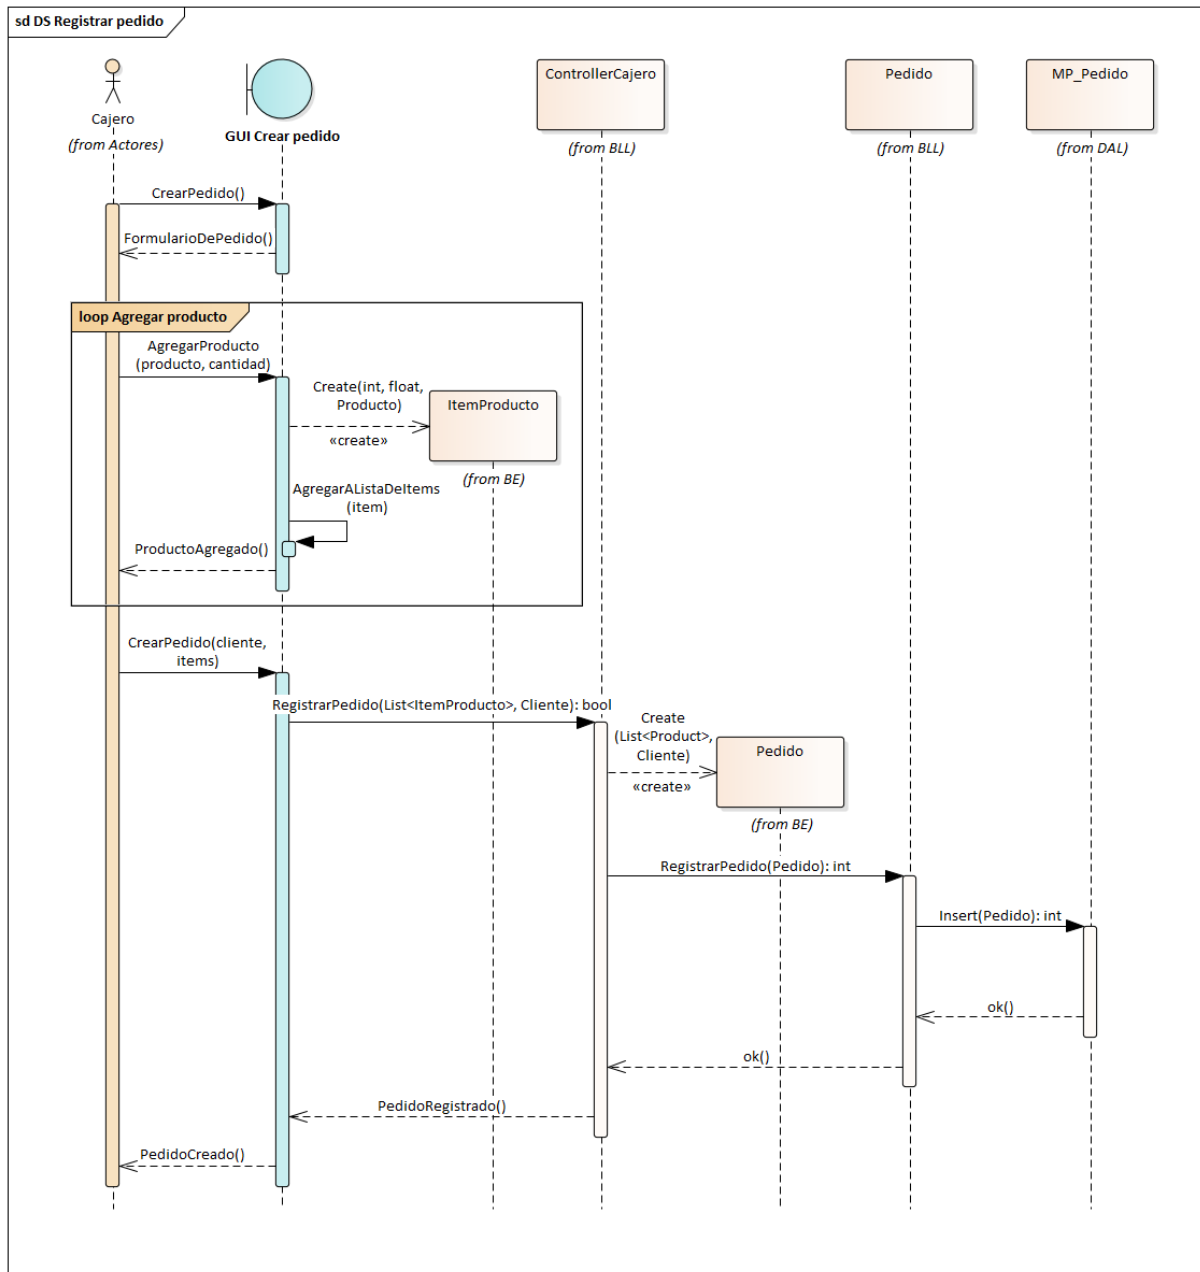 sd DS Registrar pedido
Cajero
(from Actores)
GUI Crear pedido
ControllerCajero
(from BLL)
Pedido
(from BLL)
MP_Pedido
(from DAL)
CrearPedido()
FormularioDePedido()
loop Agregar producto
AgregarProducto
(producto, cantidad)
Create(int, float,
Producto)
«create»
ItemProducto
(from BE)
AgregarAListaDeItems
(item)
ProductoAgregado()
CrearPedido(cliente,
items)
RegistrarPedido(List<ItemProducto>, Cliente): bool
Create
(List<Product>,
Cliente)
«create»
Pedido
(from BE)
RegistrarPedido(Pedido): int
Insert(Pedido): int
ok()
ok()
PedidoRegistrado()
PedidoCreado()